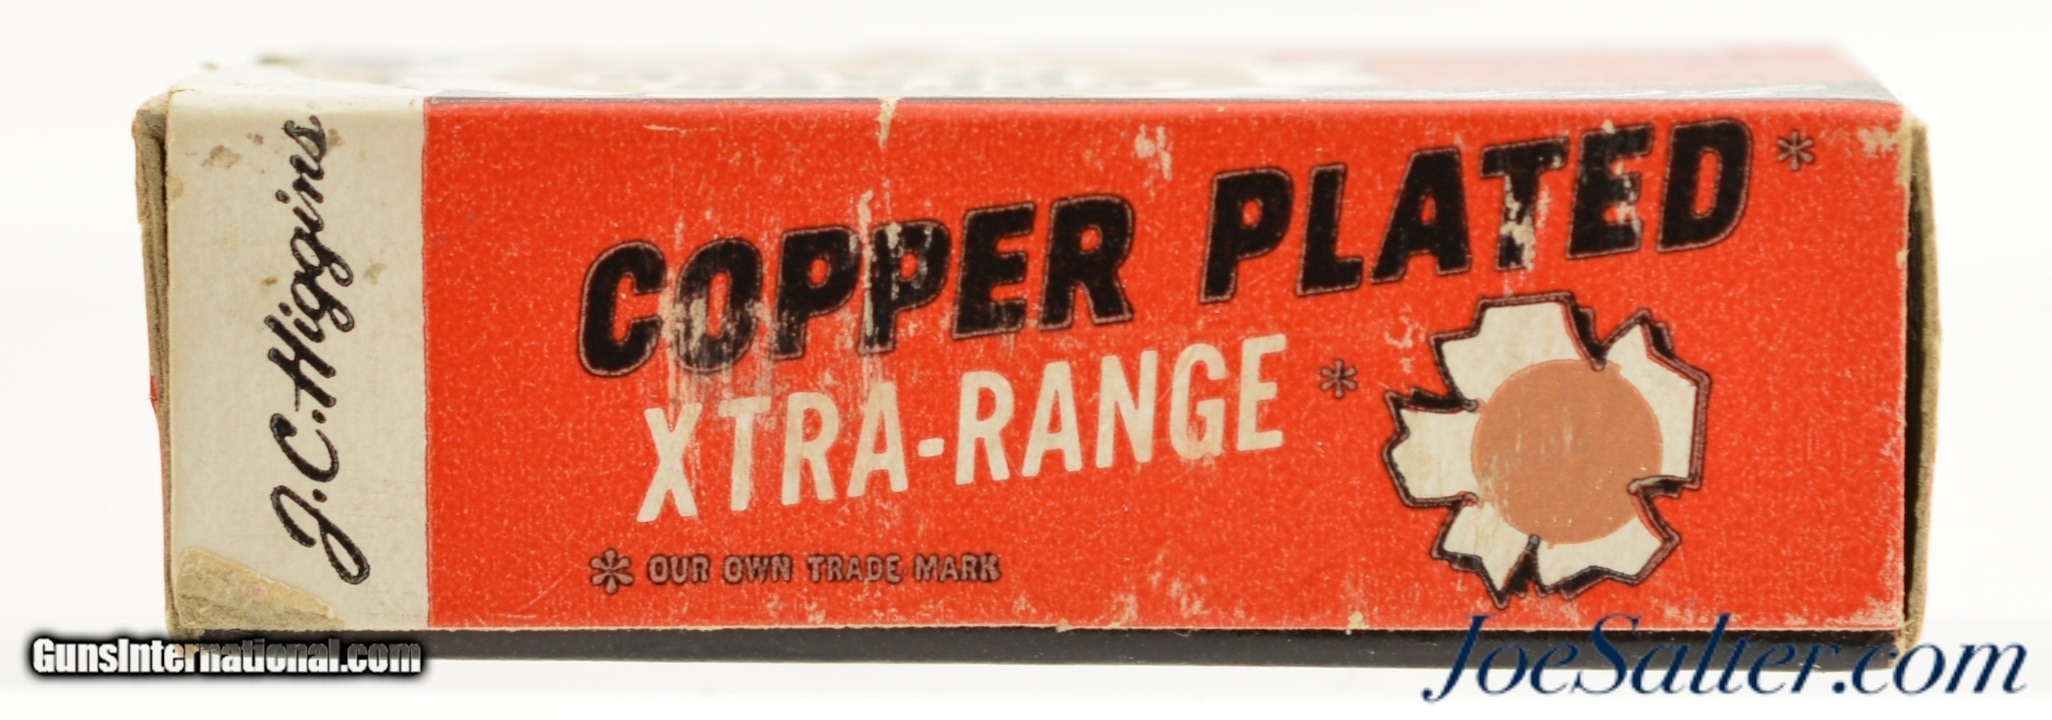 J.C. Higgins
COPPER PLATED*
XTRA-RANGE*
* OUR OWN TRADE MARK
GunsInternational.com
JoeSalter.com